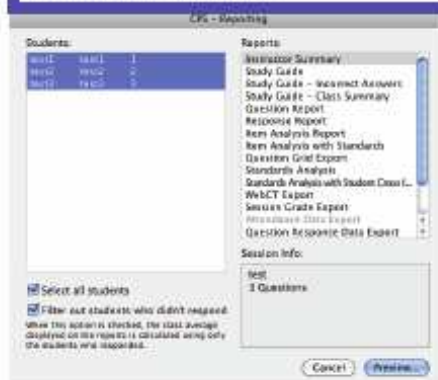 CPS - Reporting
Students:
test1 test1 1
test2 test2 2
test3 test3 3
Select all students
Filter out students who didn't respond
When this option is checked, the class average
displayed on the reports is calculated using only
the students who responded.
Reports:
Instructor Summary
Study Guide
Study Guide - Incorrect Answers
Study Guide - Class Summary
Question Report
Response Report
Item Analysis Report
Item Analysis with Standards
Question Grid Export
Standards Analysis
Standards Analysis with Student Cross (...
WebCT Export
Session Grade Export
Attendance Data Export
Question Response Data Export
Session Info:
test
3 Questions
Cancel
Preview...